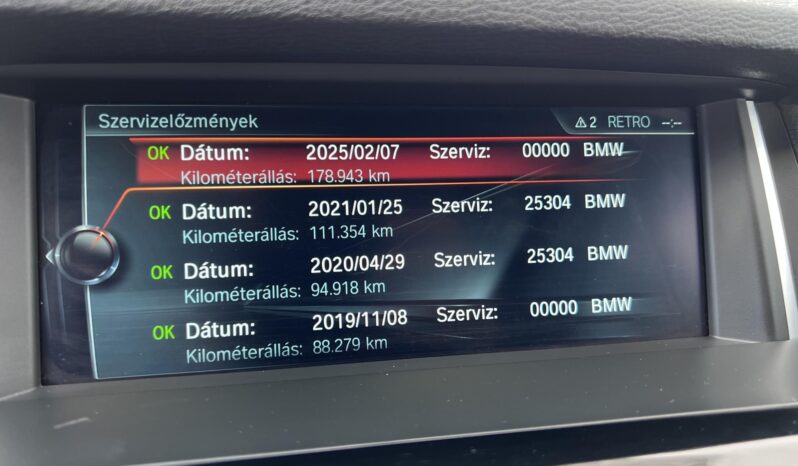 Szervizelőzmények ⚠2 RETRO --:--
OK Dátum: 2025/02/07 Szerviz: 00000 BMW
Kilométerállás: 178.943 km
OK Dátum: 2021/01/25 Szerviz: 25304 BMW
Kilométerállás: 111.354 km
OK Dátum: 2020/04/29 Szerviz: 25304 BMW
Kilométerállás: 94.918 km
OK Dátum: 2019/11/08 Szerviz: 00000 BMW
Kilométerállás: 88.279 km